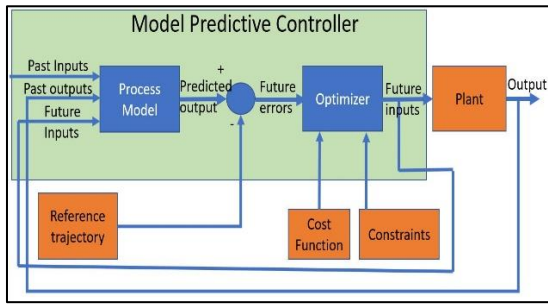 Model Predictive Controller
Past Inputs
Past outputs
Future
Inputs
Process
Model
+
Predicted
output
-
Future
errors
Optimizer
Future
inputs
Plant
Output
Reference
trajectory
Cost
Function
Constraints